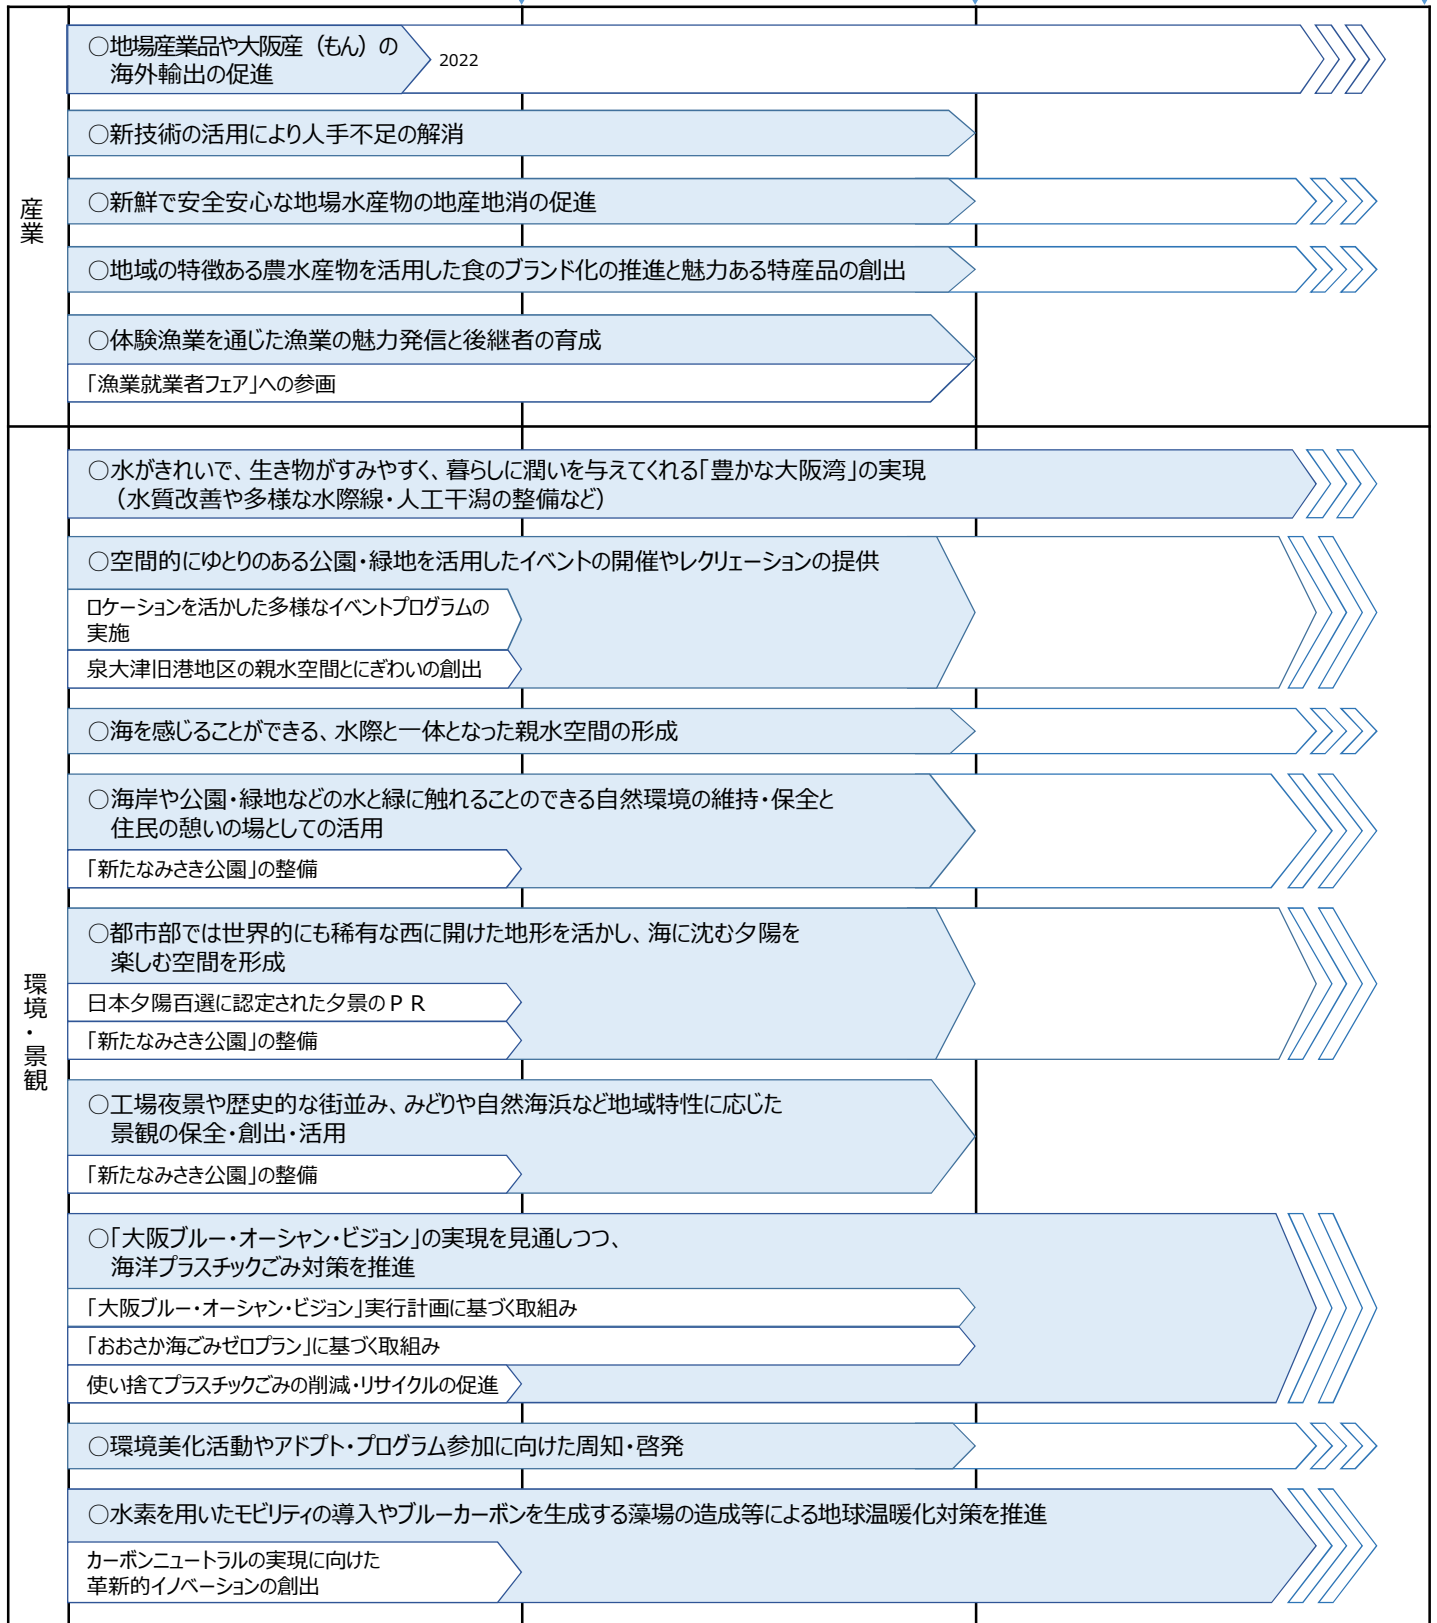 産業
○地場産業品や大阪産（もん）の
海外輸出の促進
2022
○新技術の活用により人手不足の解消
○新鮮で安全安心な地場水産物の地産地消の促進
○地域の特徴ある農水産物を活用した食のブランド化の推進と魅力ある特産品の創出
○体験漁業を通じた漁業の魅力発信と後継者の育成
「漁業就業者フェア」への参画
環境・景観
○水がきれいで、生き物がすみやすく、暮らしに潤いを与えてくれる「豊かな大阪湾」の実現
（水質改善や多様な水際線・人工干潟の整備など）
○空間的にゆとりのある公園・緑地を活用したイベントの開催やレクリェーションの提供
ロケーションを活かした多様なイベントプログラムの
実施
泉大津旧港地区の親水空間とにぎわいの創出
○海を感じることができる、水際と一体となった親水空間の形成
○海岸や公園・緑地などの水と緑に触れることのできる自然環境の維持・保全と
住民の憩いの場としての活用
「新たなみさき公園」の整備
○都市部では世界的にも稀有な西に開けた地形を活かし、海に沈む夕陽を
楽しむ空間を形成
日本夕陽百選に認定された夕景のＰＲ
「新たなみさき公園」の整備
○工場夜景や歴史的な街並み、みどりや自然海浜など地域特性に応じた
景観の保全・創出・活用
「新たなみさき公園」の整備
○「大阪ブルー・オーシャン・ビジョン」の実現を見通しつつ、
海洋プラスチックごみ対策を推進
「大阪ブルー・オーシャン・ビジョン」実行計画に基づく取組み
「おおさか海ごみゼロプラン」に基づく取組み
使い捨てプラスチックごみの削減・リサイクルの促進
○環境美化活動やアドプト・プログラム参加に向けた周知・啓発
○水素を用いたモビリティの導入やブルーカーボンを生成する藻場の造成等による地球温暖化対策を推進
カーボンニュートラルの実現に向けた
革新的イノベーションの創出